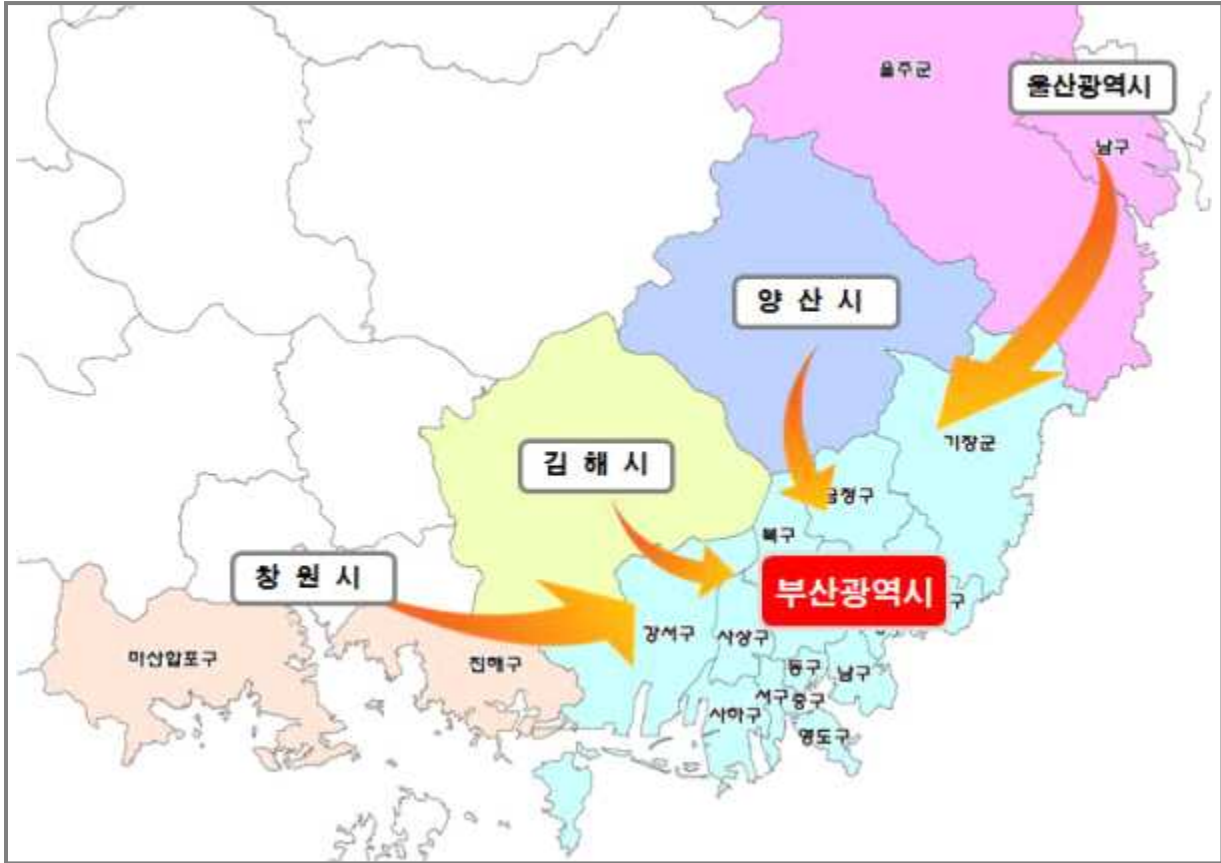 울주군
울산광역시
남구
양 산 시
기장군
김 해 시
금정구
북구
창 원 시
부산광역시
구
강서구
사상구
마산합포구
진해구
동구
남구
서구
중구
사하구
영도구